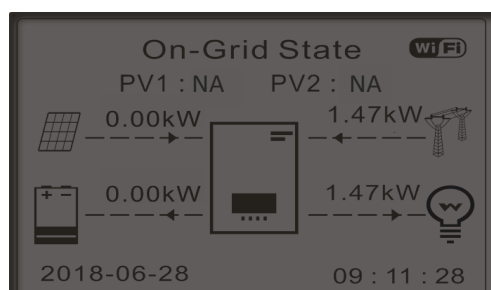 On-Grid State WiFi
PV1 : NA PV2 : NA
0.00kW 1.47kW
0.00kW 1.47kW
2018-06-28 09 : 11 : 28